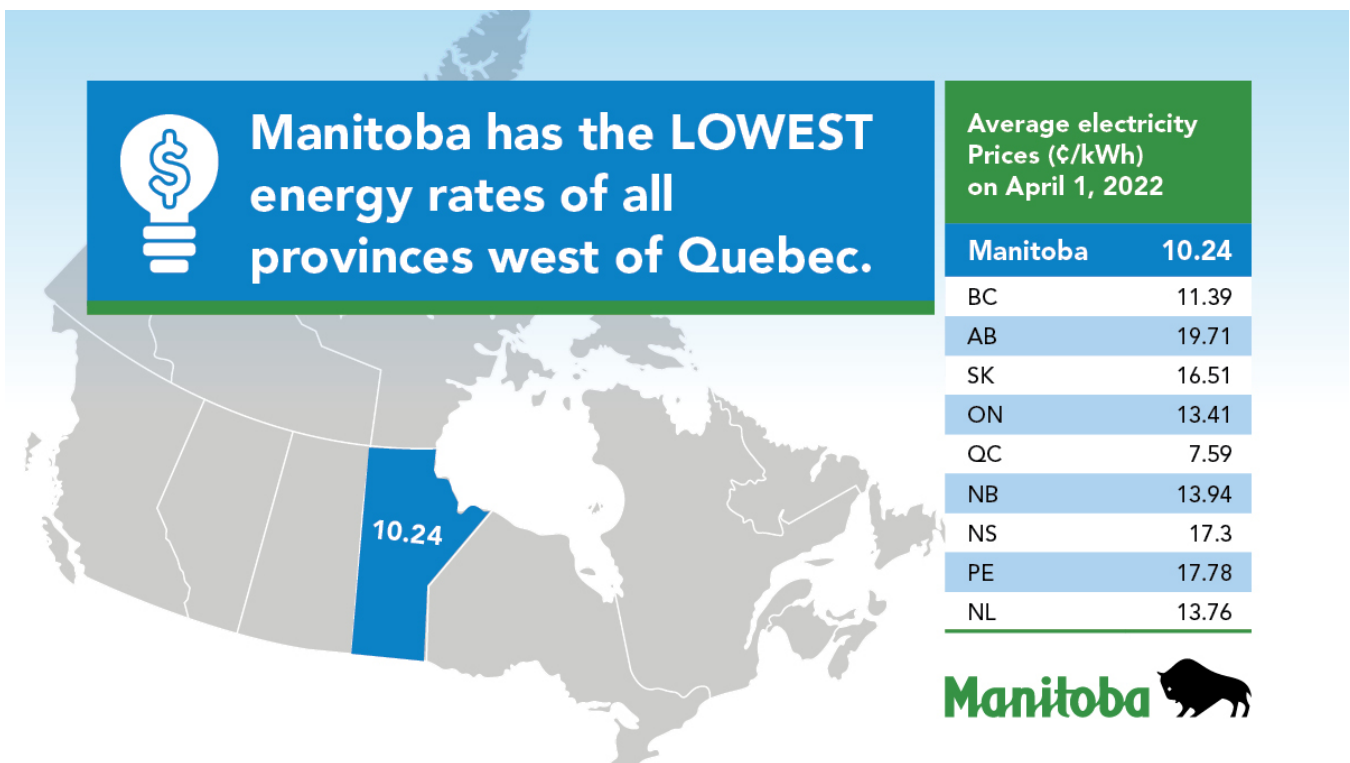 Manitoba has the LOWEST
energy rates of all
provinces west of Quebec.
$
10.24
Average electricity
Prices (¢/kWh)
on April 1, 2022
Manitoba 10.24
BC 11.39
AB 19.71
SK 16.51
ON 13.41
QC 7.59
NB 13.94
NS 17.3
PE 17.78
NL 13.76
Manitoba